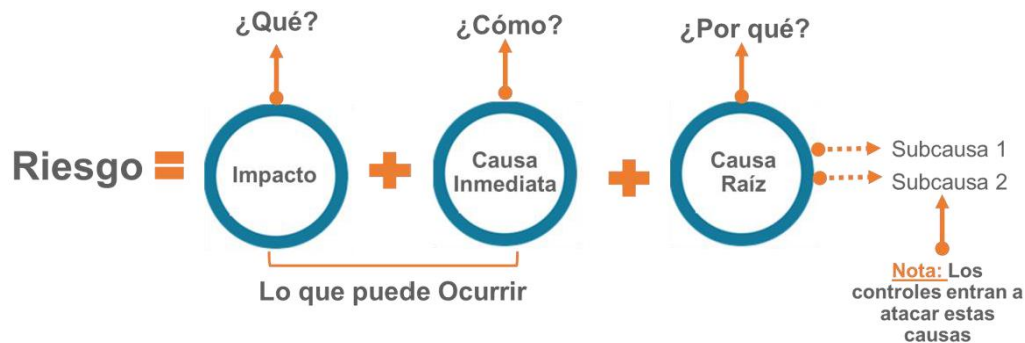 ¿Qué?
¿Cómo?
¿Por qué?
Riesgo =
Impacto
+
Causa
Inmediata
+
Causa
Raíz
Subcausa 1
Subcausa 2
Lo que puede Ocurrir
Nota: Los
controles entran a
atacar estas
causas